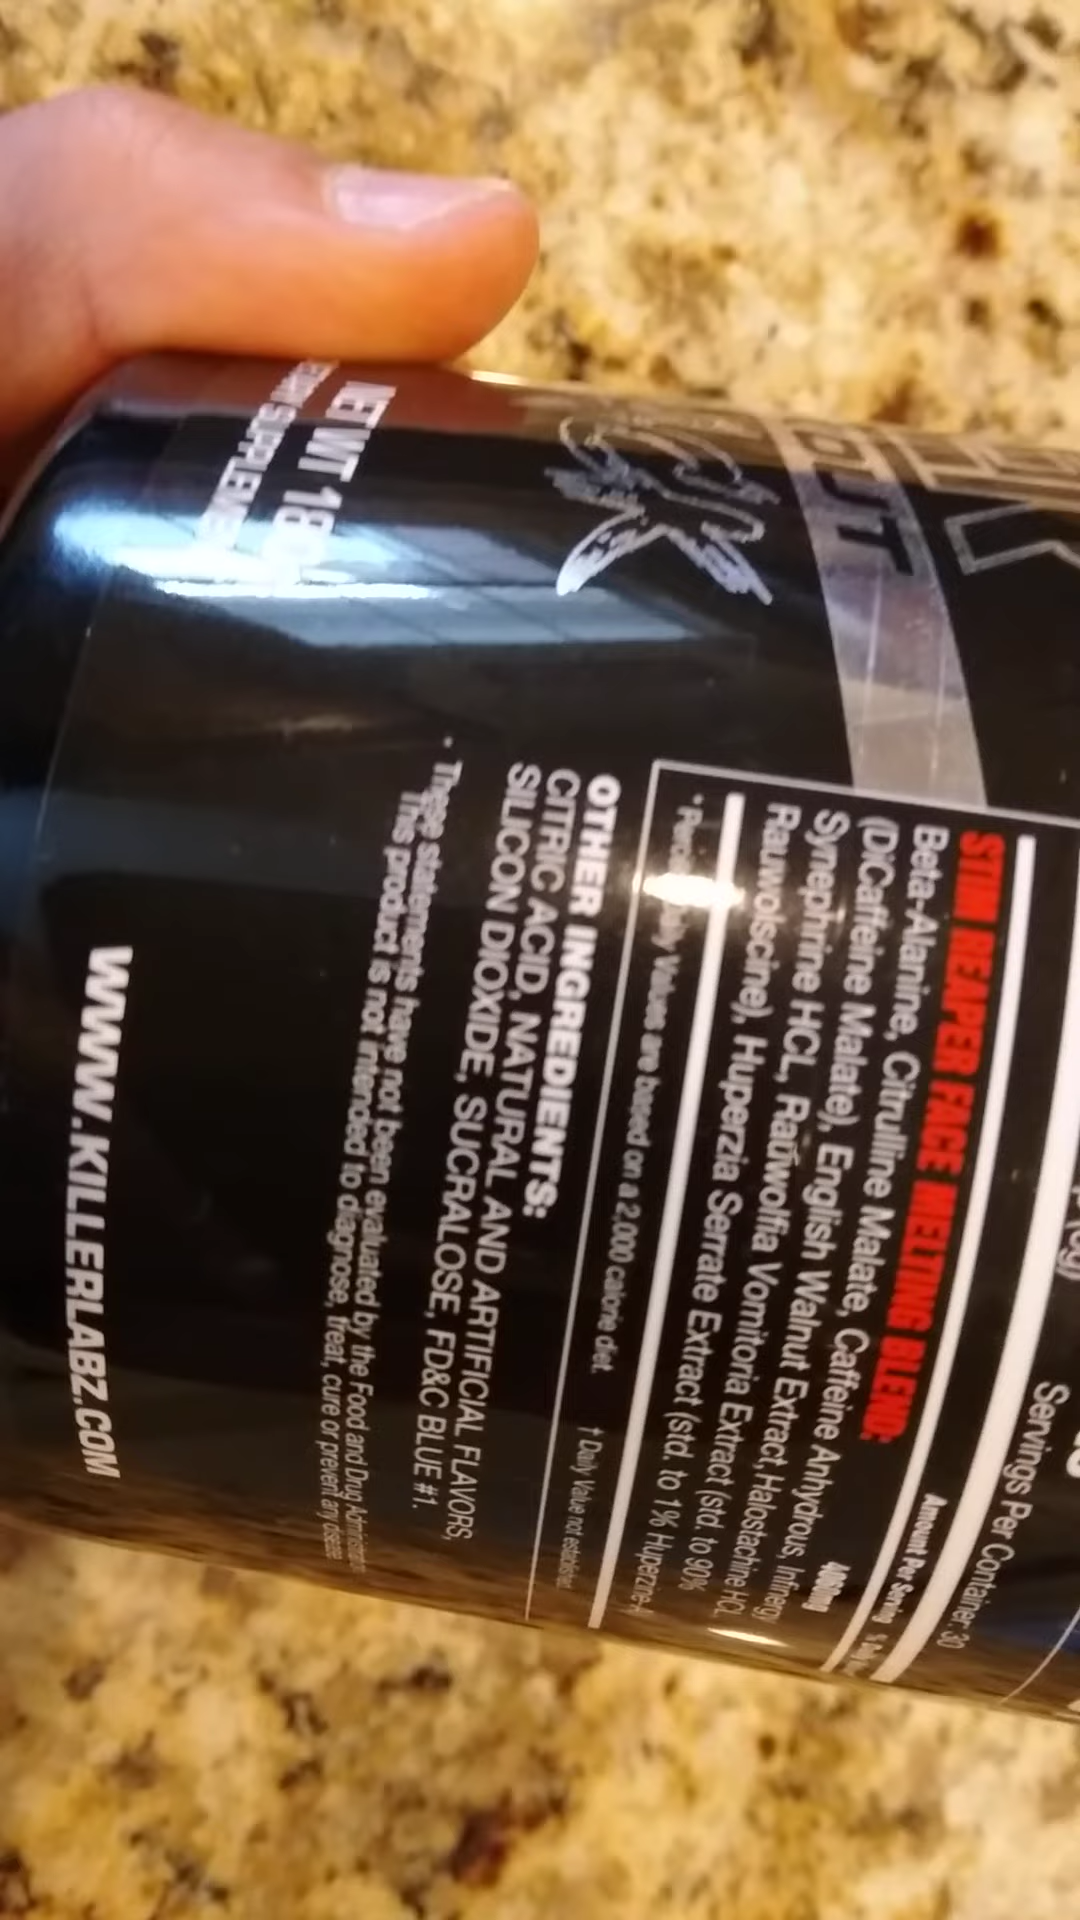 Servings Per Container: 30
Amount Per Serving
STIM REAPER FACE MELTING BLEND:
Beta-Alanine, Citrulline Malate, Caffeine Anhydrous, Infinergy
(DiCaffeine Malate), English Walnut Extract, Halostachine HCL,
Synephrine HCL, Rauwolfia Vomitoria Extract (std. to 90%
Rauwolscine), Huperzia Serrate Extract (std. to 1% Huperzine
Values are based on a 2,000 calorie diet. † Daily Value not established
OTHER INGREDIENTS:
CITRIC ACID, NATURAL AND ARTIFICIAL FLAVORS,
SILICON DIOXIDE, SUCRALOSE, FD&C BLUE #1.
* These statements have not been evaluated by the Food and Drug
This product is not intended to diagnose, treat, cure or prevent any disease
WWW.KILLERLABZ.COM
WT